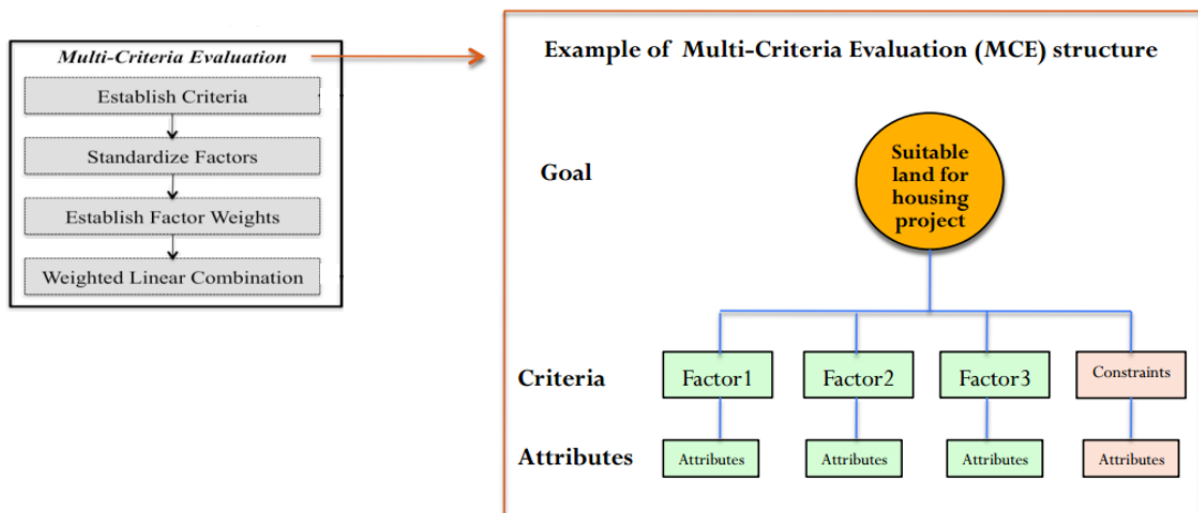 Multi-Criteria Evaluation
Establish Criteria
Standardize Factors
Establish Factor Weights
Weighted Linear Combination
Example of Multi-Criteria Evaluation (MCE) structure
Goal
Suitable
land for
housing
project
Criteria
Factor1
Factor2
Factor3
Constraints
Attributes
Attributes
Attributes
Attributes
Attributes